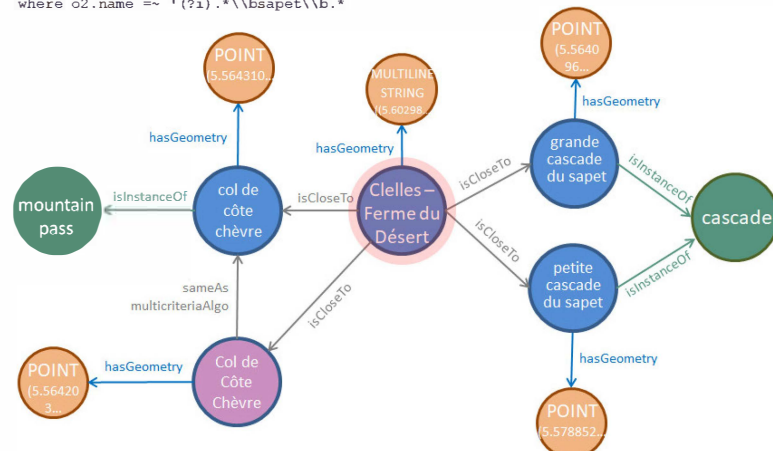 where o2.name =~ '(?i).*\\bsapet\\b.*
POINT
(5.564310...
MULTILINE
STRING
((5.60298...
POINT
(5.5640
96...
hasGeometry
hasGeometry
hasGeometry
mountain
pass
isInstanceOf
col de
côte
chèvre
isCloseTo
Clelles –
Ferme du
Désert
isCloseTo
grande
cascade
du sapet
isInstanceOf
cascade
isCloseTo
petite
cascade
du sapet
isInstanceOf
sameAs
multicriteriaAlgo
isCloseTo
POINT
(5.56420
3...
hasGeometry
Col de
Côte
Chèvre
hasGeometry
POINT
(5.578852...